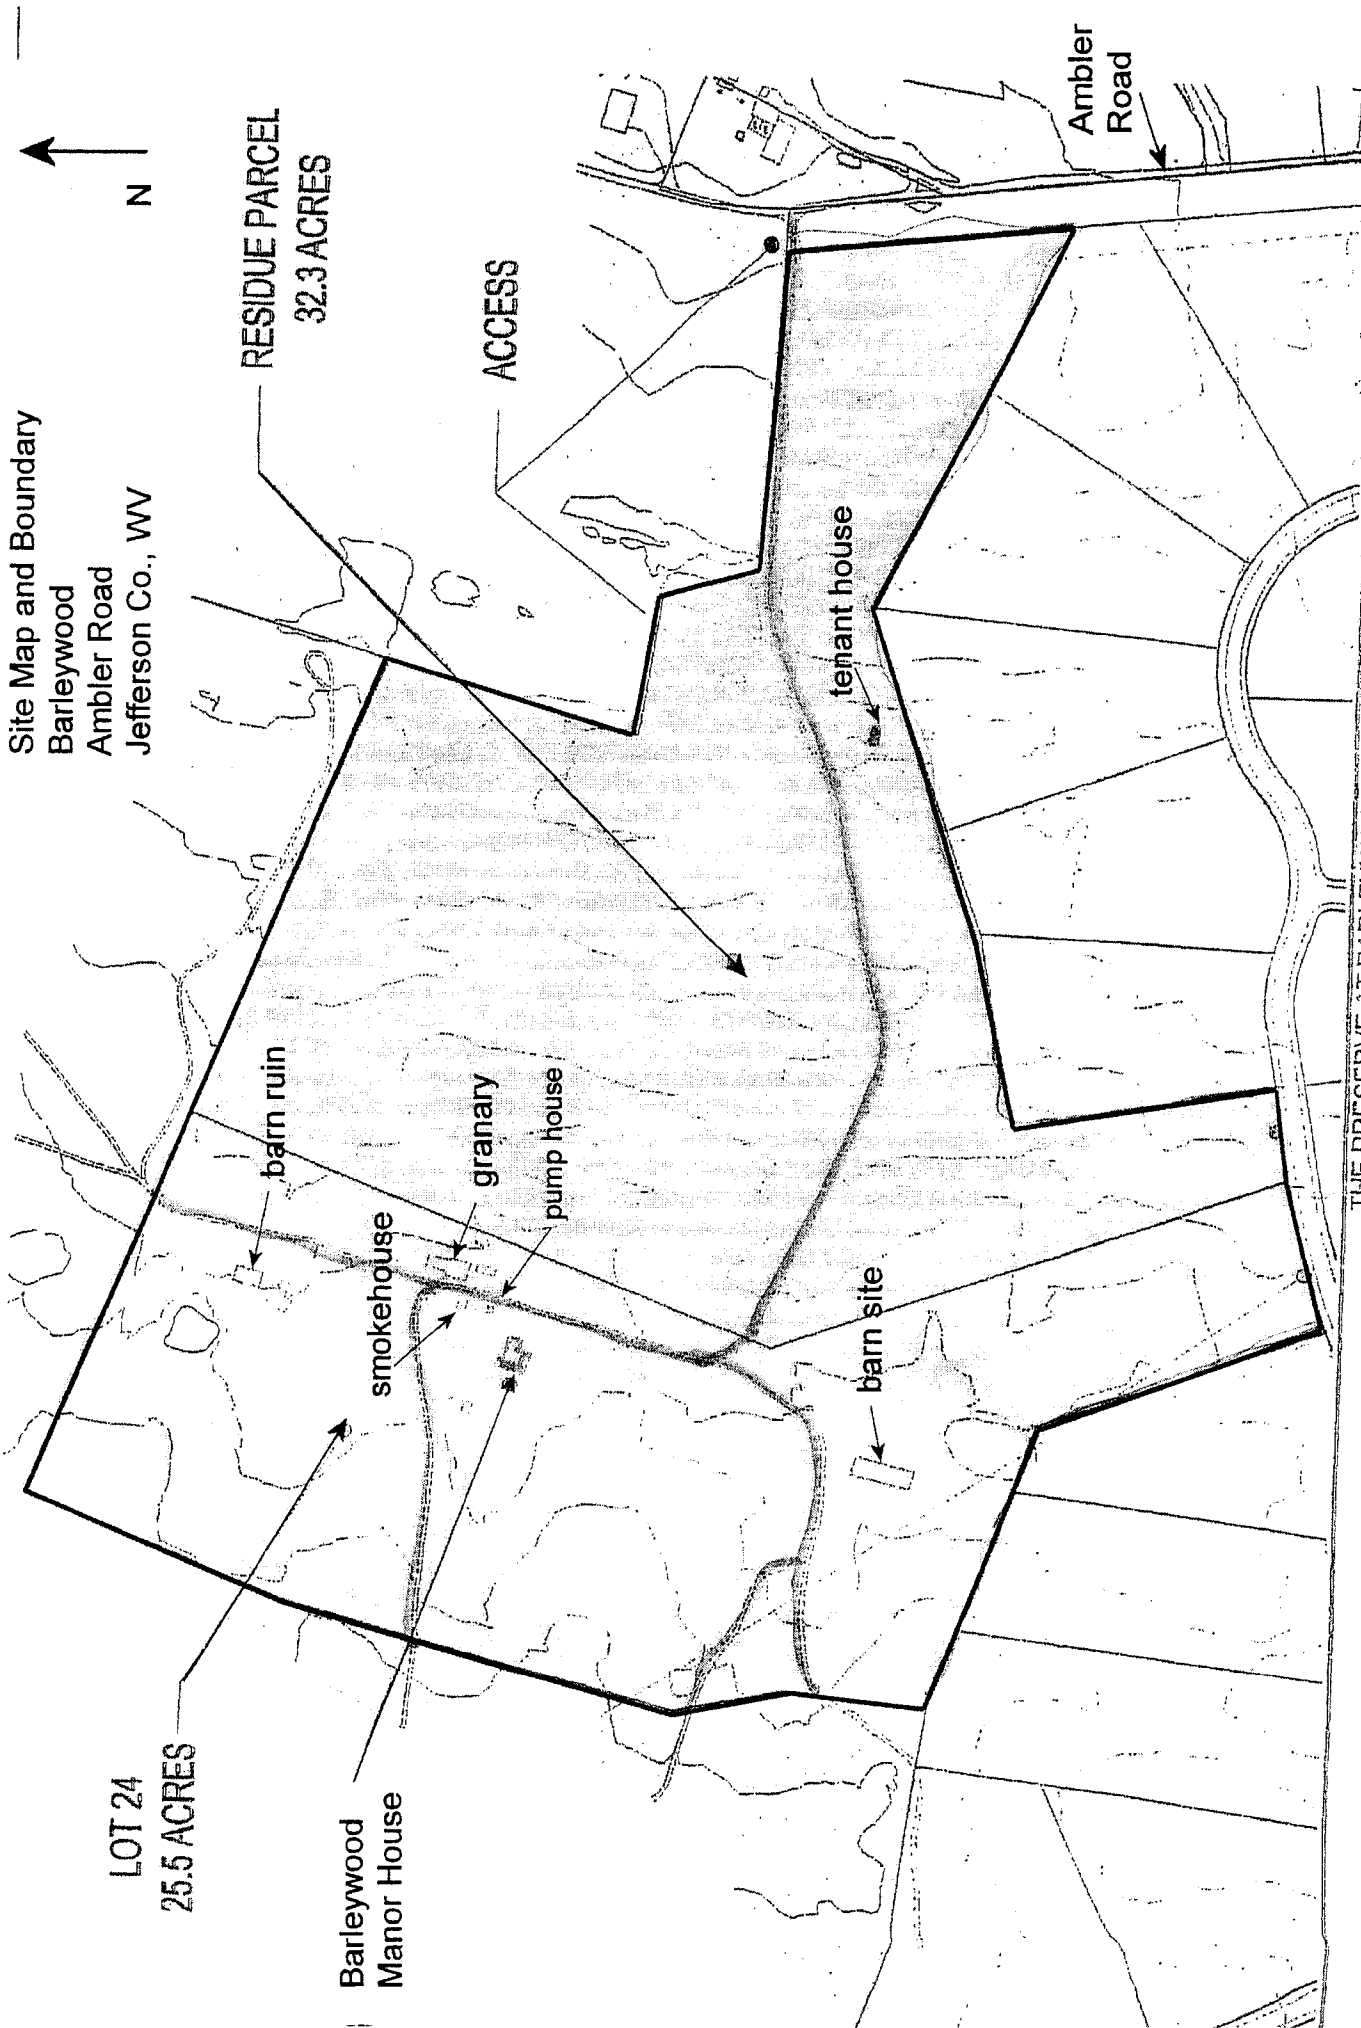 Site Map and Boundary
Barleywood
Ambler Road
Jefferson Co., WV
N
LOT 24
25.5 ACRES
RESIDUE PARCEL
32.3 ACRES
ACCESS
Barleywood
Manor House
barn ruin
smokehouse
granary
pump house
barn site
tenant house
Ambler
Road